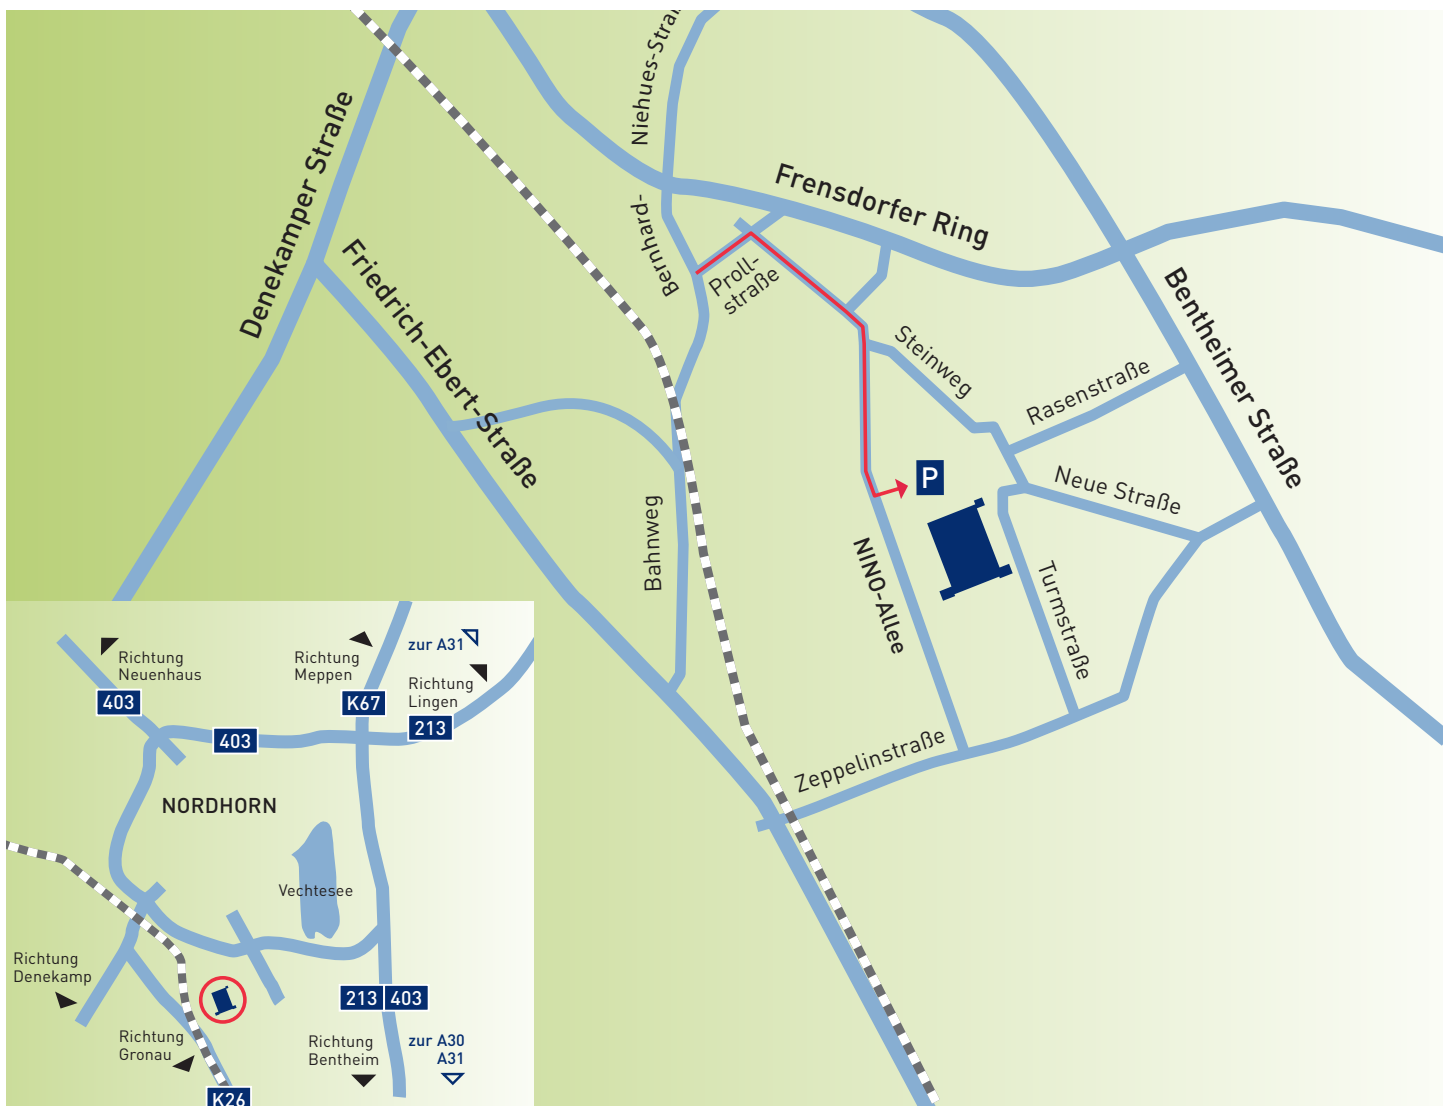 Niehues-Straß
Denekamper Straße
Frensdorfer Ring
Bernhard-
Friedrich-Ebert-Straße
Proll-
straße
Bentheimer Straße
Steinweg
Rasenstraße
P
Neue Straße
Bahnweg
NINO-Allee
Turmstraße
Zeppelinstraße
Richtung
Neuenhaus
Richtung
Meppen
zur A31
Richtung
Lingen
403
K67
213
403
NORDHORN
Vechtesee
Richtung
Denekamp
213 403
Richtung
Gronau
Richtung
Bentheim
zur A30
A31
K26